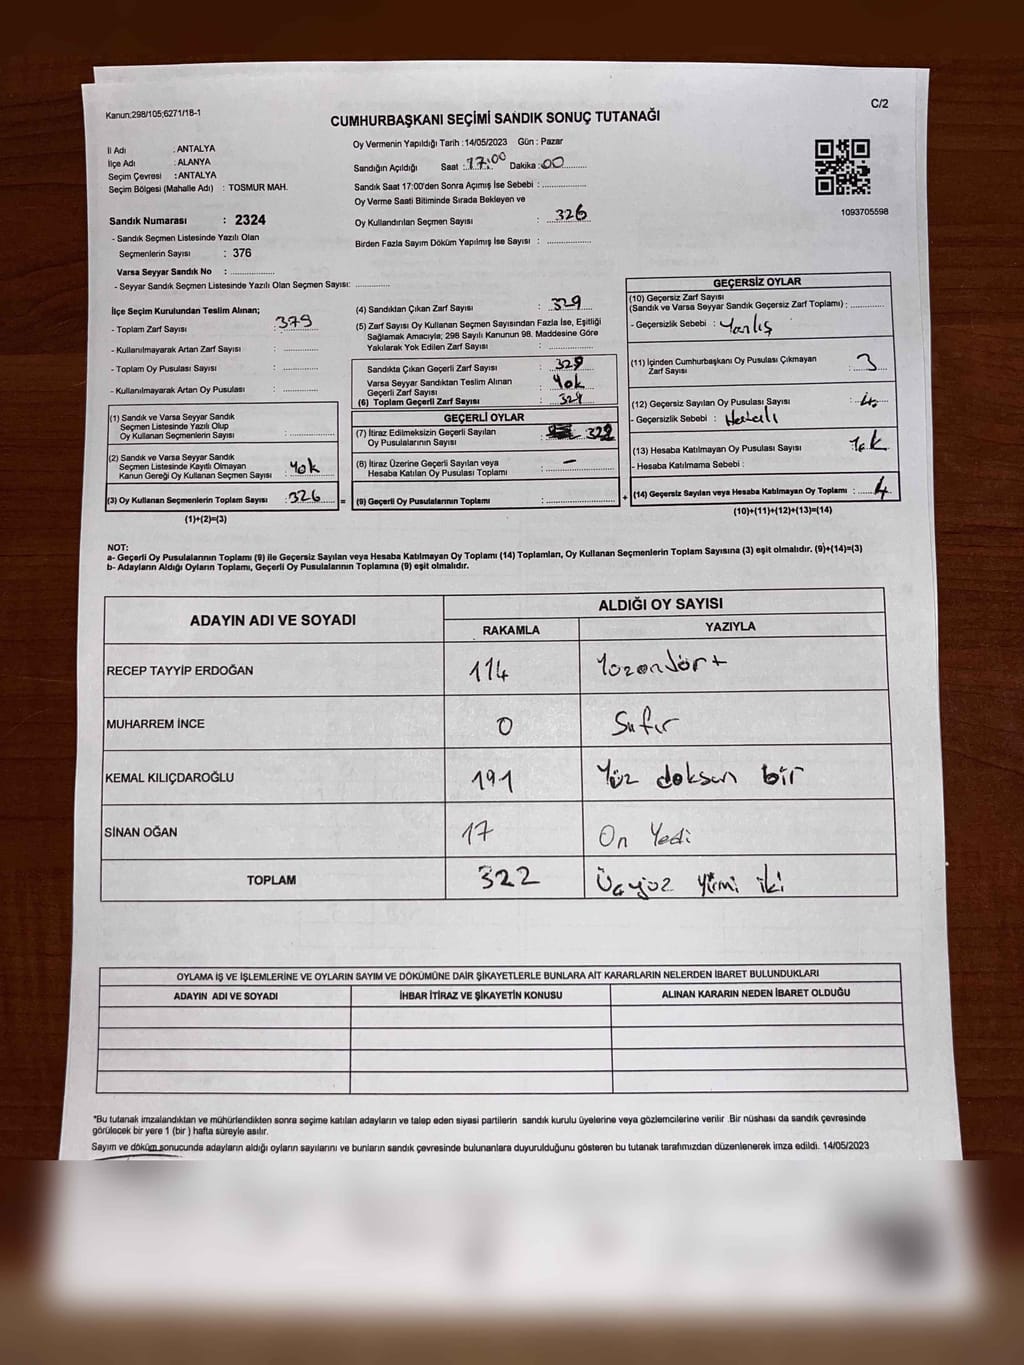 Kanun:298/105;6271/18-1
C/2
CUMHURBAŞKANI SEÇİMİ SANDIK SONUÇ TUTANAĞI
İl Adı : ANTALYA
İlçe Adı : ALANYA
Seçim Çevresi : ANTALYA
Seçim Bölgesi (Mahalle Adı) : TOSMUR MAH.
Sandık Numarası : 2324
- Sandık Seçmen Listesinde Yazılı Olan
Seçmenlerin Sayısı : 376
Varsa Seyyar Sandık No : ....................
- Seyyar Sandık Seçmen Listesinde Yazılı Olan Seçmen Sayısı: ................
Oy Vermenin Yapıldığı Tarih : 14/05/2023 Gün : Pazar
Sandığın Açıldığı Saat : 17:00 Dakika : 00
Sandık Saat 17:00'den Sonra Açımış İse Sebebi : ....................
Oy Verme Saati Bitiminde Sırada Bekleyen ve
Oy Kullandırılan Seçmen Sayısı : 326
Birden Fazla Sayım Döküm Yapılmış İse Sayısı : ....................
1093705598
İlçe Seçim Kurulundan Teslim Alınan;
- Toplam Zarf Sayısı : 379
- Kullanılmayarak Artan Zarf Sayısı : ................
- Toplam Oy Pusulası Sayısı : ................
- Kullanılmayarak Artan Oy Pusulası : ................
(1) Sandık ve Varsa Seyyar Sandık
Seçmen Listesinde Yazılı Olup
Oy Kullanan Seçmenlerin Sayısı : ................
(2) Sandık ve Varsa Seyyar Sandık
Seçmen Listesinde Kayıtlı Olmayan
Kanun Gereği Oy Kullanan Seçmen Sayısı : Yok
(3) Oy Kullanan Seçmenlerin Toplam Sayısı : 326
(1)+(2)=(3)
(4) Sandıktan Çıkan Zarf Sayısı : 329
(5) Zarf Sayısı Oy Kullanan Seçmen Sayısından Fazla İse, Eşitliği
Sağlamak Amacıyla; 298 Sayılı Kanunun 98. Maddesine Göre
Yakılarak Yok Edilen Zarf Sayısı : ................
Sandıkta Çıkan Geçerli Zarf Sayısı : 329
Varsa Seyyar Sandıktan Teslim Alınan
Geçerli Zarf Sayısı : Yok
(6) Toplam Geçerli Zarf Sayısı : 329
GEÇERLİ OYLAR
(7) İtiraz Edilmeksizin Geçerli Sayılan
Oy Pusulalarının Sayısı : 322
(8) İtiraz Üzerine Geçerli Sayılan veya
Hesaba Katılan Oy Pusulası Toplamı : –
= (9) Geçerli Oy Pusulalarının Toplamı : ................ +
GEÇERSİZ OYLAR
(10) Geçersiz Zarf Sayısı
(Sandık ve Varsa Seyyar Sandık Geçersiz Zarf Toplamı) : ............
- Geçersizlik Sebebi : Yanlış
(11) İçinden Cumhurbaşkanı Oy Pusulası Çıkmayan
Zarf Sayısı : 3
(12) Geçersiz Sayılan Oy Pusulası Sayısı : 4
- Geçersizlik Sebebi : Hatalı
(13) Hesaba Katılmayan Oy Pusulası Sayısı : Yok
- Hesaba Katılmama Sebebi :
(14) Geçersiz Sayılan veya Hesaba Katılmayan Oy Toplamı : 4
(10)+(11)+(12)+(13)=(14)
NOT:
a- Geçerli Oy Pusulalarının Toplamı (9) ile Geçersiz Sayılan veya Hesaba Katılmayan Oy Toplamı (14) Toplamları, Oy Kullanan Seçmenlerin Toplam Sayısına (3) eşit olmalıdır. (9)+(14)=(3)
b- Adayların Aldığı Oyların Toplamı, Geçerli Oy Pusulalarının Toplamına (9) eşit olmalıdır.
ADAYIN ADI VE SOYADI
ALDIĞI OY SAYISI
RAKAMLA YAZIYLA
RECEP TAYYİP ERDOĞAN 114 Yüzondört
MUHARREM İNCE 0 Sıfır
KEMAL KILIÇDAROĞLU 191 Yüz doksan bir
SİNAN OĞAN 17 On Yedi
TOPLAM 322 Üçyüz yirmi iki
OYLAMA İŞ VE İŞLEMLERİNE VE OYLARIN SAYIM VE DÖKÜMÜNE DAİR ŞİKAYETLERLE BUNLARA AİT KARARLARIN NELERDEN İBARET BULUNDUKLARI
ADAYIN ADI VE SOYADI İHBAR İTİRAZ VE ŞİKAYETİN KONUSU ALINAN KARARIN NEDEN İBARET OLDUĞU
*Bu tutanak imzalandıktan ve mühürlendikten sonra seçime katılan adayların ve talep eden siyasi partilerin sandık kurulu üyelerine veya gözlemcilerine verilir .Bir nüshası da sandık çevresinde
görülecek bir yere 1 (bir ) hafta süreyle asılır.
Sayım ve döküm sonucunda adayların aldığı oyların sayılarını ve bunların sandık çevresinde bulunanlara duyurulduğunu gösteren bu tutanak tarafımızdan düzenlenerek imza edildi. 14/05/2023